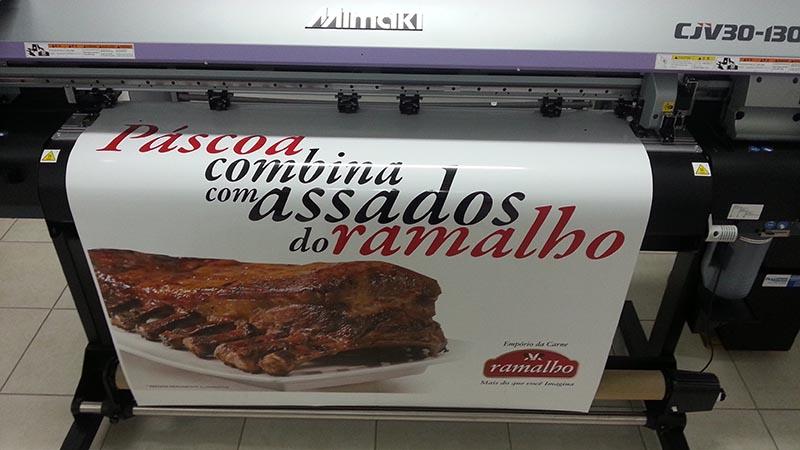 Mimaki
CJV30-130
Páscoa
combina
com assados
do ramalho
Empório da Carne
ramalho
Mais do que você Imagina